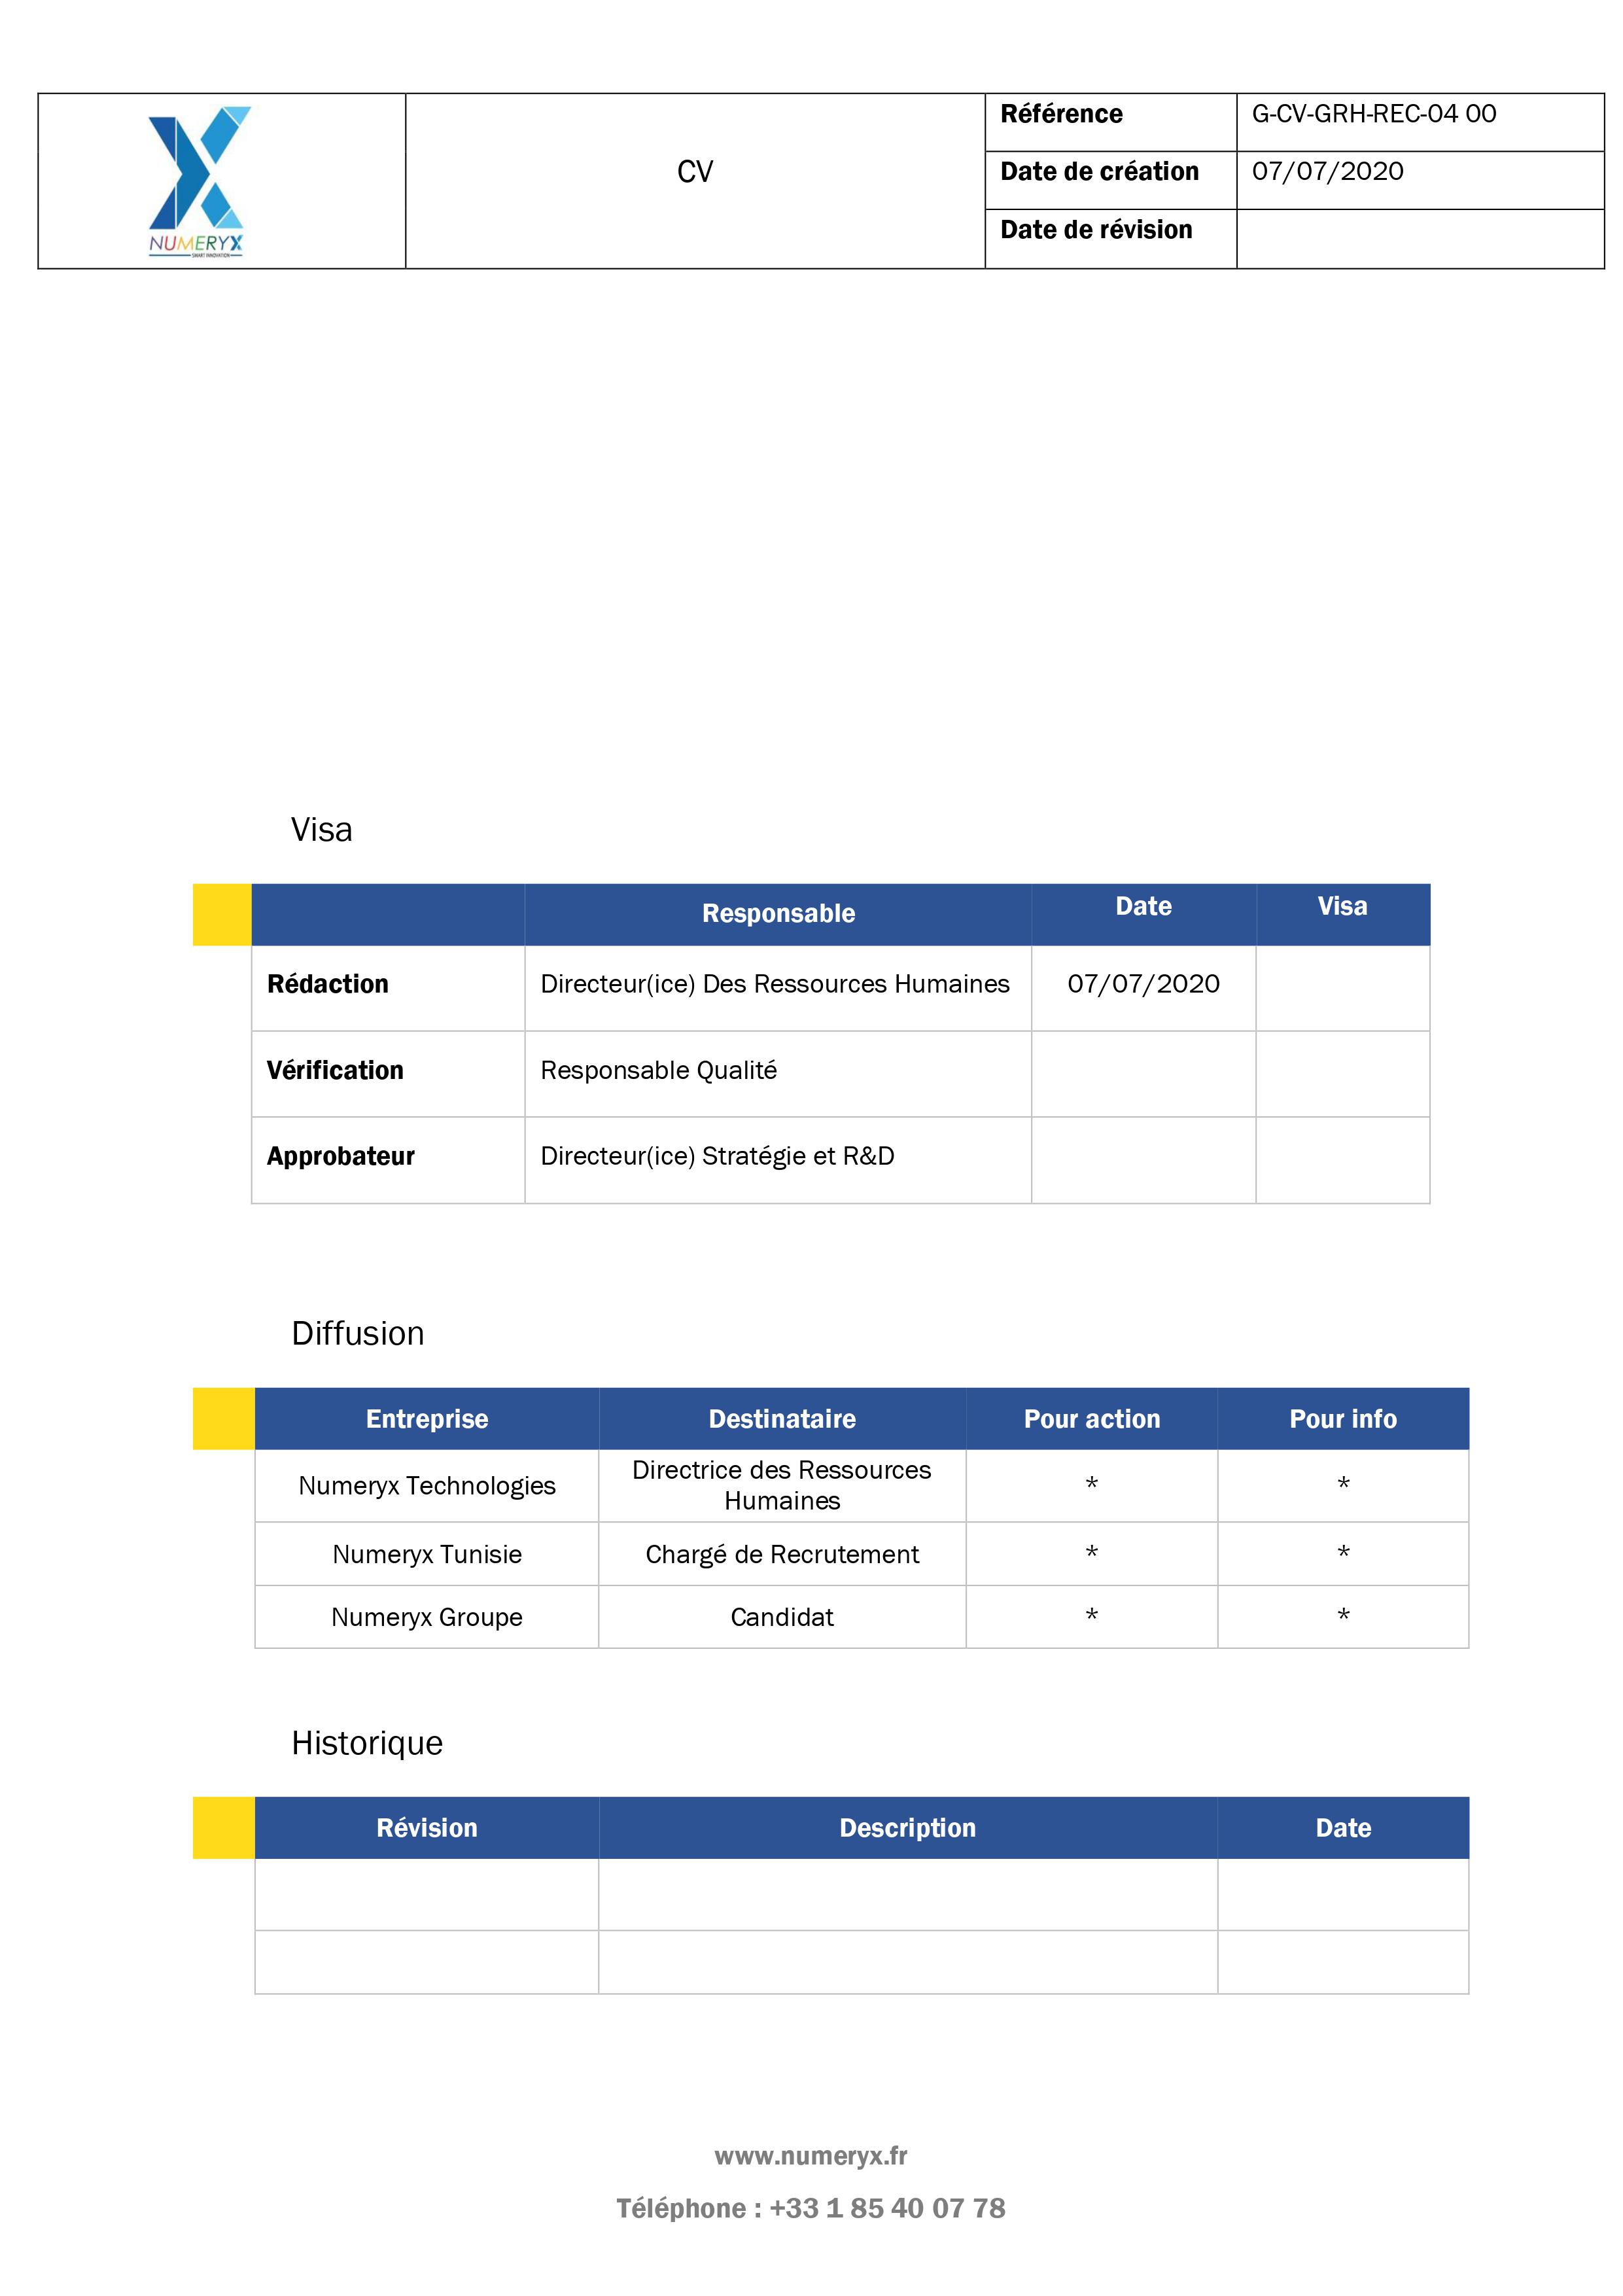 NUMERYX
SMART INNOVATION
CV
Référence
G-CV-GRH-REC-04 00
Date de création
07/07/2020
Date de révision
Visa
Responsable Date Visa
Rédaction Directeur(ice) Des Ressources Humaines 07/07/2020
Vérification Responsable Qualité
Approbateur Directeur(ice) Stratégie et R&D
Diffusion
Entreprise Destinataire Pour action Pour info
Numeryx Technologies Directrice des Ressources
Humaines * *
Numeryx Tunisie Chargé de Recrutement * *
Numeryx Groupe Candidat * *
Historique
Révision Description Date
www.numeryx.fr
Téléphone : +33 1 85 40 07 78